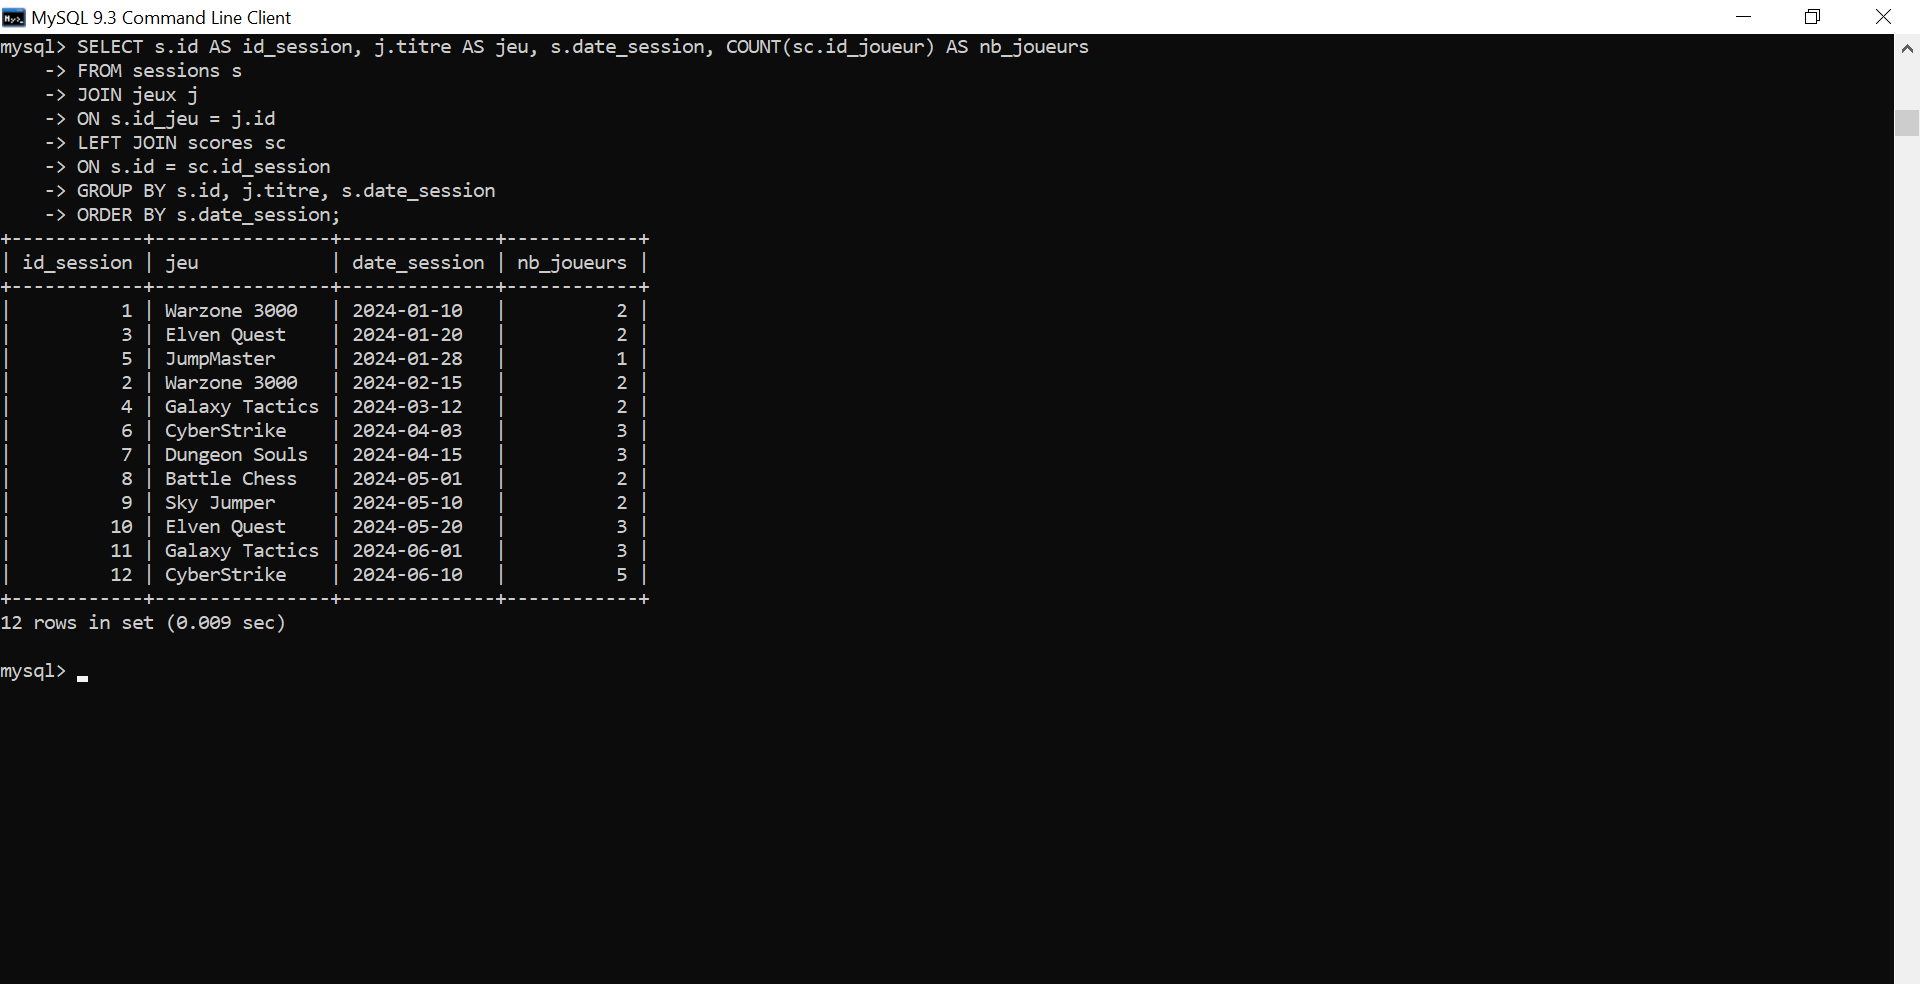 MySQL 9.3 Command Line Client
mysql> SELECT s.id AS id_session, j.titre AS jeu, s.date_session, COUNT(sc.id_joueur) AS nb_joueurs
    -> FROM sessions s
    -> JOIN jeux j
    -> ON s.id_jeu = j.id
    -> LEFT JOIN scores sc
    -> ON s.id = sc.id_session
    -> GROUP BY s.id, j.titre, s.date_session
    -> ORDER BY s.date_session;
+------------+----------------+--------------+------------+
| id_session | jeu            | date_session | nb_joueurs |
+------------+----------------+--------------+------------+
|          1 | Warzone 3000   | 2024-01-10   |          2 |
|          3 | Elven Quest    | 2024-01-20   |          2 |
|          5 | JumpMaster     | 2024-01-28   |          1 |
|          2 | Warzone 3000   | 2024-02-15   |          2 |
|          4 | Galaxy Tactics | 2024-03-12   |          2 |
|          6 | CyberStrike    | 2024-04-03   |          3 |
|          7 | Dungeon Souls  | 2024-04-15   |          3 |
|          8 | Battle Chess   | 2024-05-01   |          2 |
|          9 | Sky Jumper     | 2024-05-10   |          2 |
|         10 | Elven Quest    | 2024-05-20   |          3 |
|         11 | Galaxy Tactics | 2024-06-01   |          3 |
|         12 | CyberStrike    | 2024-06-10   |          5 |
+------------+----------------+--------------+------------+
12 rows in set (0.009 sec)
mysql>